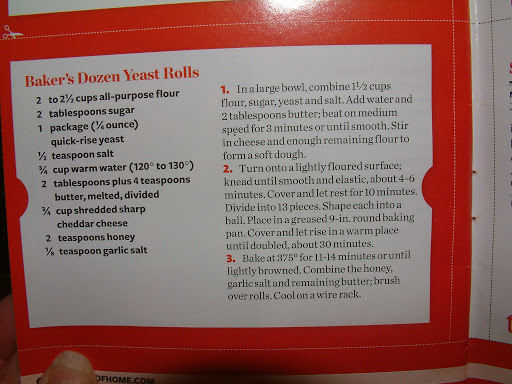 Baker's Dozen Yeast Rolls
2 to 2½ cups all-purpose flour
2 tablespoons sugar
1 package (¼ ounce)
quick-rise yeast
½ teaspoon salt
¾ cup warm water (120° to 130°)
2 tablespoons plus 4 teaspoons
butter, melted, divided
¾ cup shredded sharp
cheddar cheese
2 teaspoons honey
⅛ teaspoon garlic salt
1. In a large bowl, combine 1½ cups
flour, sugar, yeast and salt. Add water and
2 tablespoons butter; beat on medium
speed for 3 minutes or until smooth. Stir
in cheese and enough remaining flour to
form a soft dough.
2. Turn onto a lightly floured surface;
knead until smooth and elastic, about 4-6
minutes. Cover and let rest for 10 minutes.
Divide into 13 pieces. Shape each into a
ball. Place in a greased 9-in. round baking
pan. Cover and let rise in a warm place
until doubled, about 30 minutes.
3. Bake at 375° for 11-14 minutes or until
lightly browned. Combine the honey,
garlic salt and remaining butter; brush
over rolls. Cool on a wire rack.
OFHOME.COM